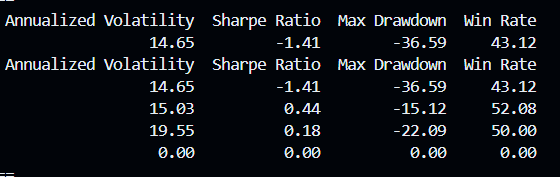 ==
Annualized Volatility Sharpe Ratio Max Drawdown Win Rate
14.65 -1.41 -36.59 43.12
Annualized Volatility Sharpe Ratio Max Drawdown Win Rate
14.65 -1.41 -36.59 43.12
15.03 0.44 -15.12 52.08
19.55 0.18 -22.09 50.00
0.00 0.00 0.00 0.00
==